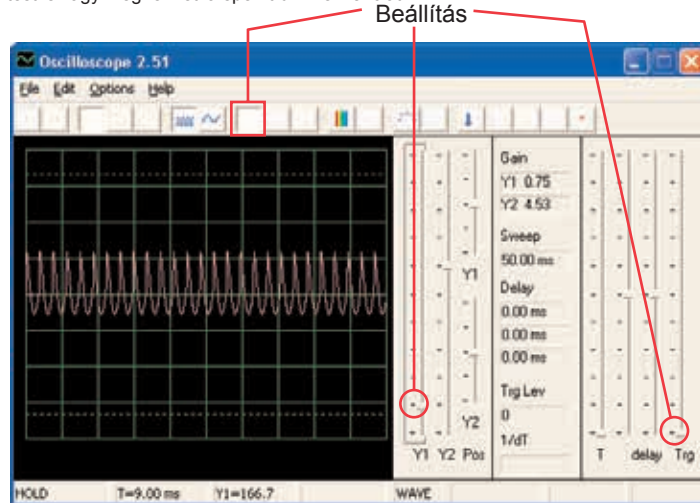 Beállítás
Oscilloscope 2.51
File Edit Options Help
Gain
Y1 0.75
Y2 4.53
Sweep
50.00 ms
Delay
0.00 ms
0.00 ms
0.00 ms
Trg Lev
0
1/dT
Y1
Y2
Y1 Y2 Pos
T delay Trg
HOLD T=9.00 ms Y1=166.7 WAVE